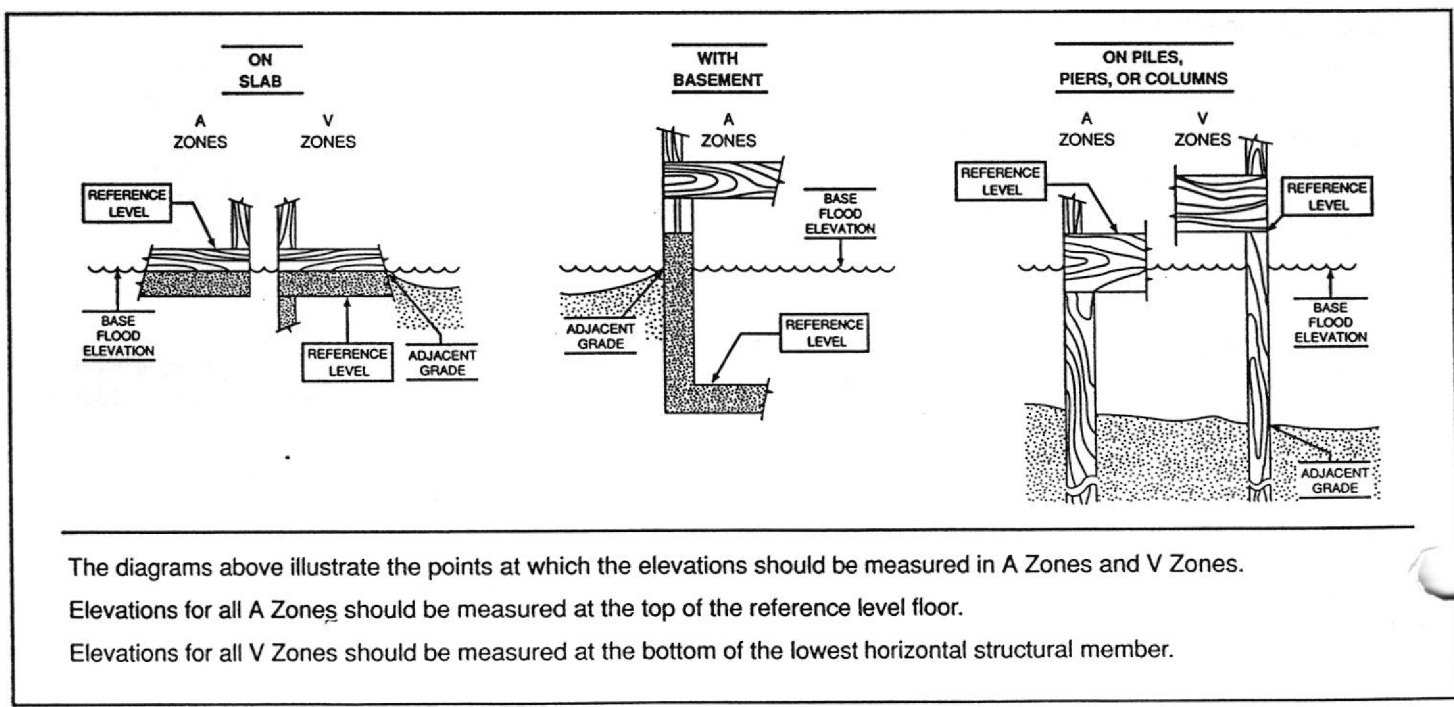 ON
SLAB
A
ZONES
V
ZONES
REFERENCE
LEVEL
BASE
FLOOD
ELEVATION
REFERENCE
LEVEL
ADJACENT
GRADE
WITH
BASEMENT
A
ZONES
BASE
FLOOD
ELEVATION
ADJACENT
GRADE
REFERENCE
LEVEL
ON PILES,
PIERS, OR COLUMNS
A
ZONES
V
ZONES
REFERENCE
LEVEL
REFERENCE
LEVEL
BASE
FLOOD
ELEVATION
ADJACENT
GRADE
The diagrams above illustrate the points at which the elevations should be measured in A Zones and V Zones.
Elevations for all A Zones should be measured at the top of the reference level floor.
Elevations for all V Zones should be measured at the bottom of the lowest horizontal structural member.